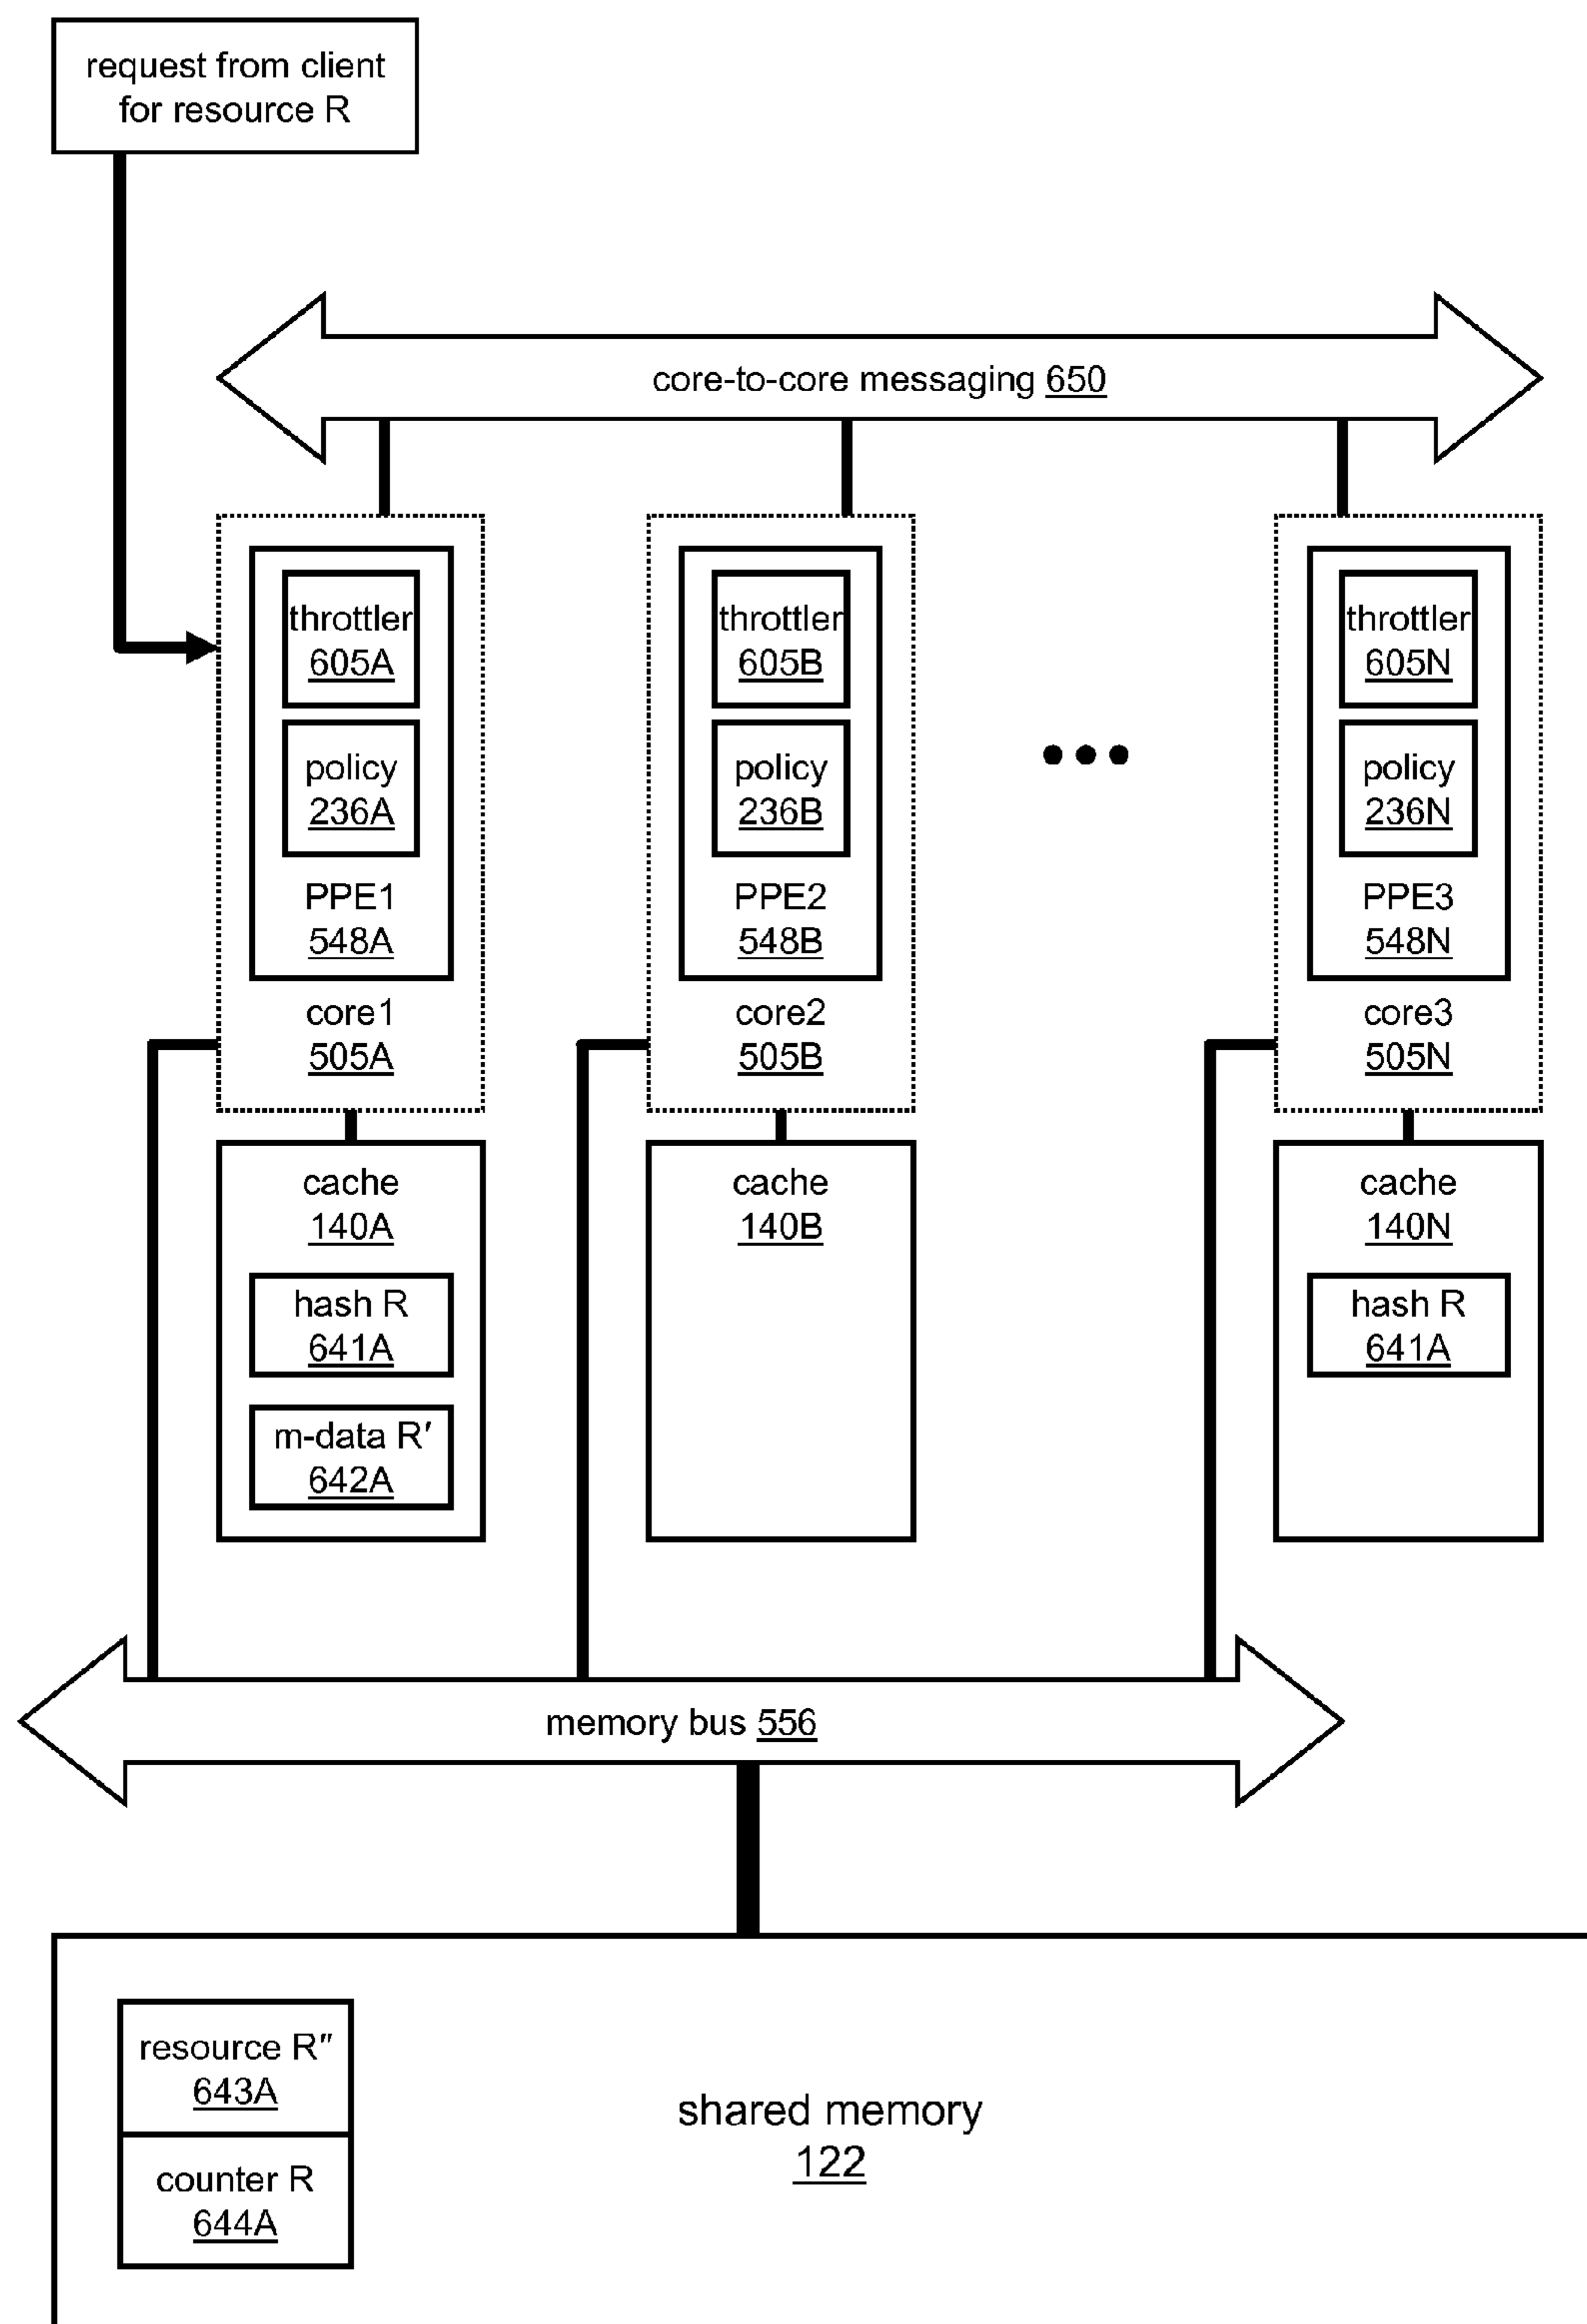 request from client
for resource R
core-to-core messaging 650
throttler
605A
policy
236A
PPE1
548A
core1
505A
throttler
605B
policy
236B
PPE2
548B
core2
505B
throttler
605N
policy
236N
PPE3
548N
core3
505N
cache
140A
hash R
641A
m-data R′
642A
cache
140B
cache
140N
hash R
641A
memory bus 556
resource R″
643A
counter R
644A
shared memory
122